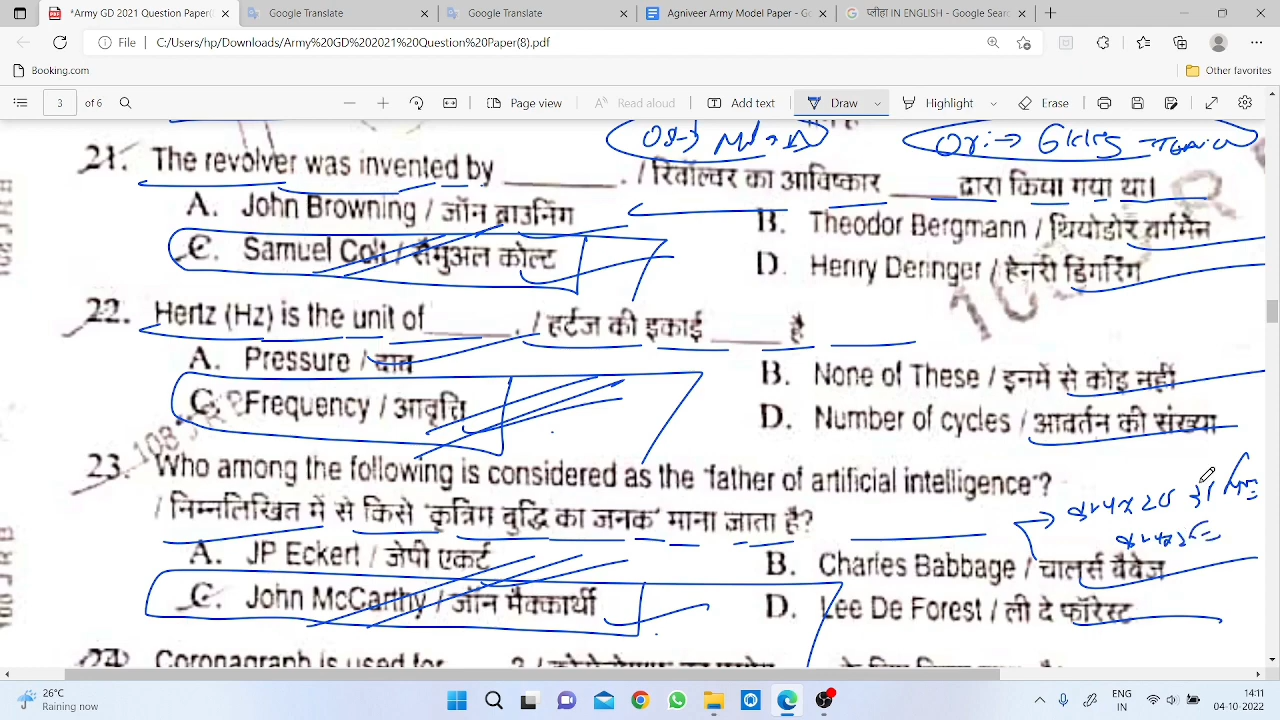 *Army GD 2021 Question Paper(
Google Translate
Google Translate
Agniveer Army Model Paper - Go
प्लीहा IN ENGLISH - Google Searc
File
C:/Users/hp/Downloads/Army%20GD%202021%20Question%20Paper(8).pdf
Booking.com
Other favorites
3 of 6
Page view
Read aloud
Add text
Draw
Highlight
Erase
21. The revolver was invented by ________. / रिवॉल्वर का आविष्कार _____ द्वारा किया गया था।
A. John Browning / जॉन ब्राउनिंग
B. Theodor Bergmann / थियोडोर बर्गमैन
C. Samuel Colt / सैमुअल कोल्ट
D. Henry Deringer / हेनरी डिंगरिंग
22. Hertz (Hz) is the unit of ______. / हर्टज की इकाई _____ है
A. Pressure / दाब
B. None of These / इनमें से कोई नहीं
C. Frequency / आवृत्ति
D. Number of cycles / आवर्तन की संख्या
108
23. Who among the following is considered as the 'father of artificial intelligence'?
/ निम्नलिखित में से किसे 'कृत्रिम बुद्धि का जनक' माना जाता है?
A. JP Eckert / जेपी एकर्ट
B. Charles Babbage / चार्ल्स बैबेज
C. John McCarthy / जॉन मैक्कार्थी
D. Lee De Forest / ली दे फॉरेस्ट
24. Coronagraph is used for
26°C
Raining now
ENG
IN
14:11
04-10-2022